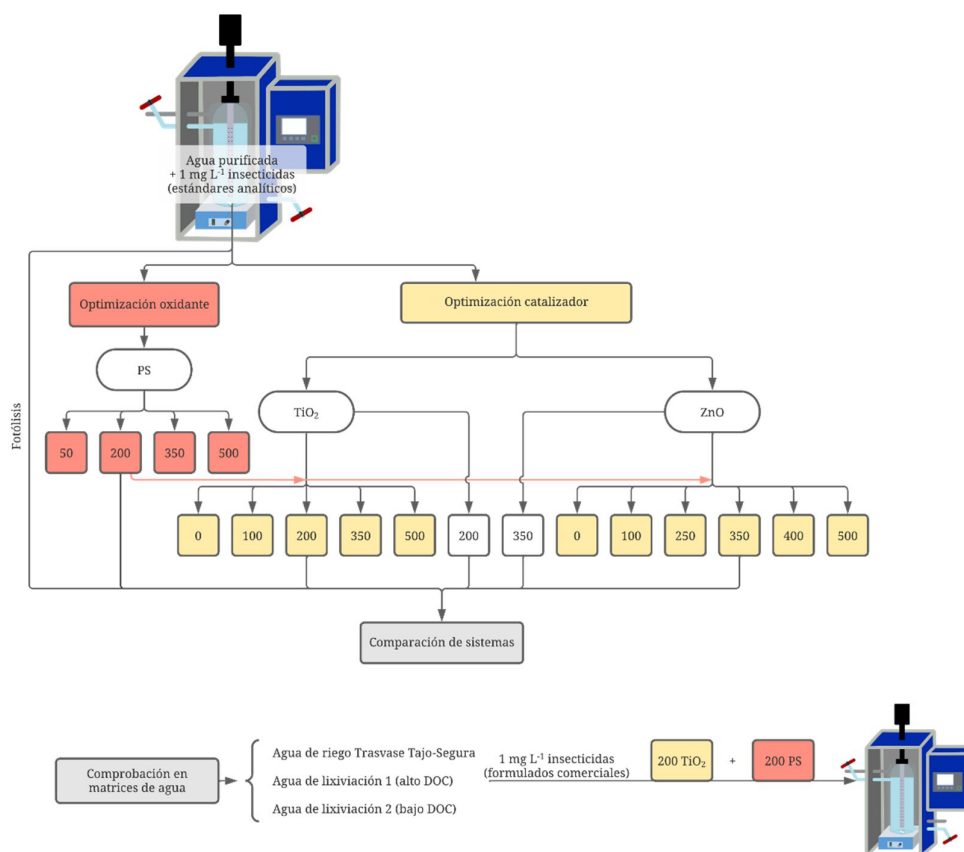 Agua purificada
+ 1 mg L⁻¹ insecticidas
(estándares analíticos)
Optimización oxidante
Optimización catalizador
PS
TiO₂
ZnO
Fotólisis
50
200
350
500
0
100
200
350
500
200
350
0
100
250
350
400
500
Comparación de sistemas
Comprobación en
matrices de agua
Agua de riego Trasvase Tajo-Segura
Agua de lixiviación 1 (alto DOC)
Agua de lixiviación 2 (bajo DOC)
1 mg L⁻¹ insecticidas
(formulados comerciales)
200 TiO₂
+
200 PS